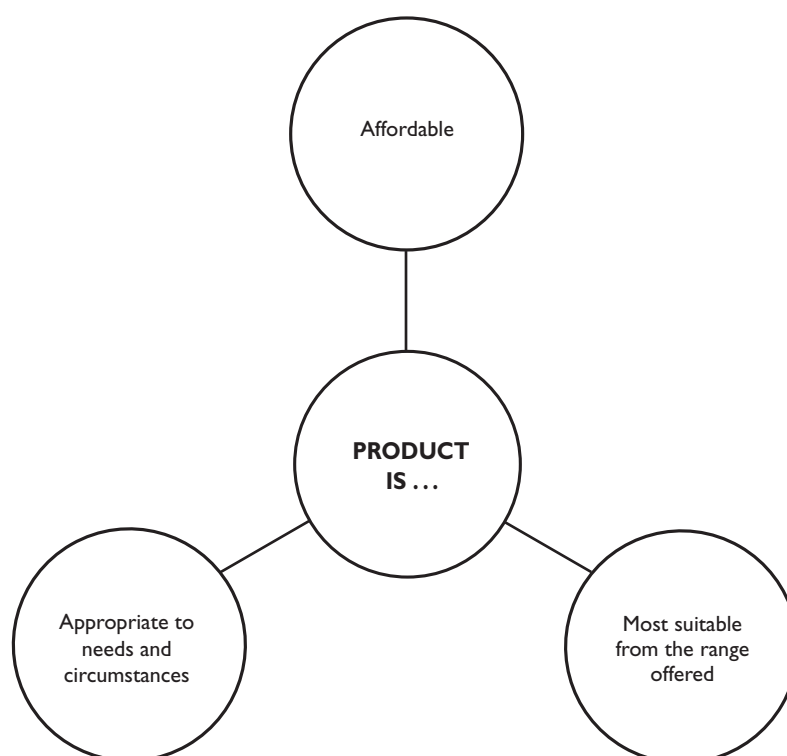 Affordable
PRODUCT
IS ...
Appropriate to
needs and
circumstances
Most suitable
from the range
offered